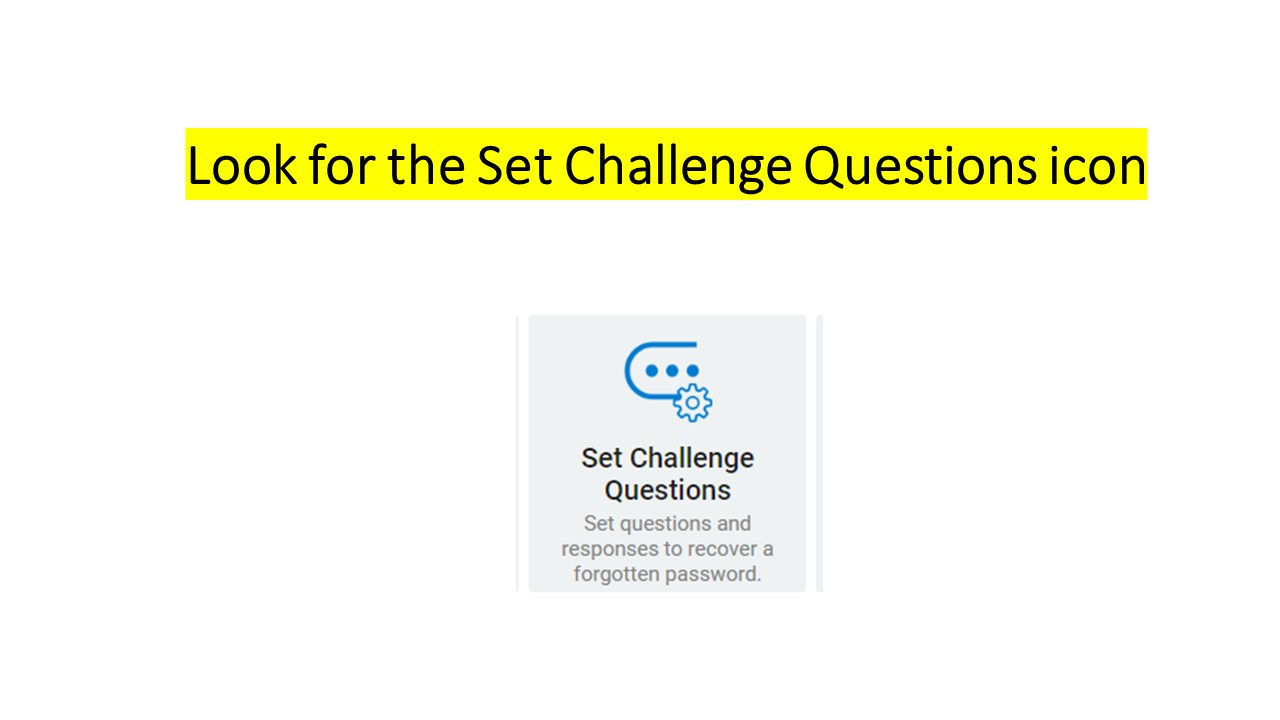 Look for the Set Challenge Questions icon
Set Challenge
Questions
Set questions and
responses to recover a
forgotten password.